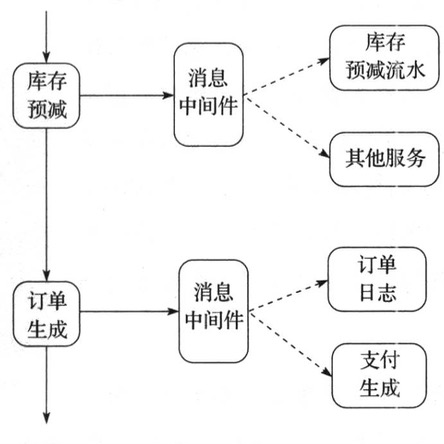 库存
预减
消息
中间件
库存
预减流水
其他服务
订单
生成
消息
中间件
订单
日志
支付
生成